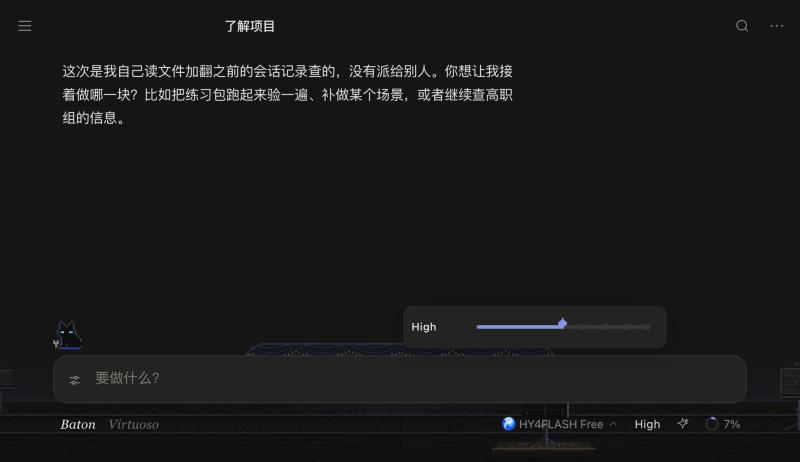 了解项目
这次是我自己读文件加翻之前的会话记录查的，没有派给别人。你想让我接
着做哪一块？比如把练习包跑起来验一遍、补做某个场景，或者继续查高职
组的信息。
High
要做什么？
Baton Virtuoso HY4FLASH Free High 7%